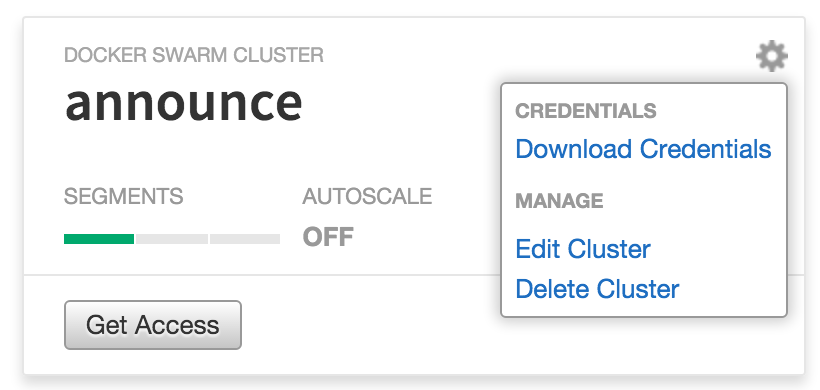 DOCKER SWARM CLUSTER
announce
CREDENTIALS
Download Credentials
MANAGE
Edit Cluster
Delete Cluster
SEGMENTS
AUTOSCALE
OFF
Get Access